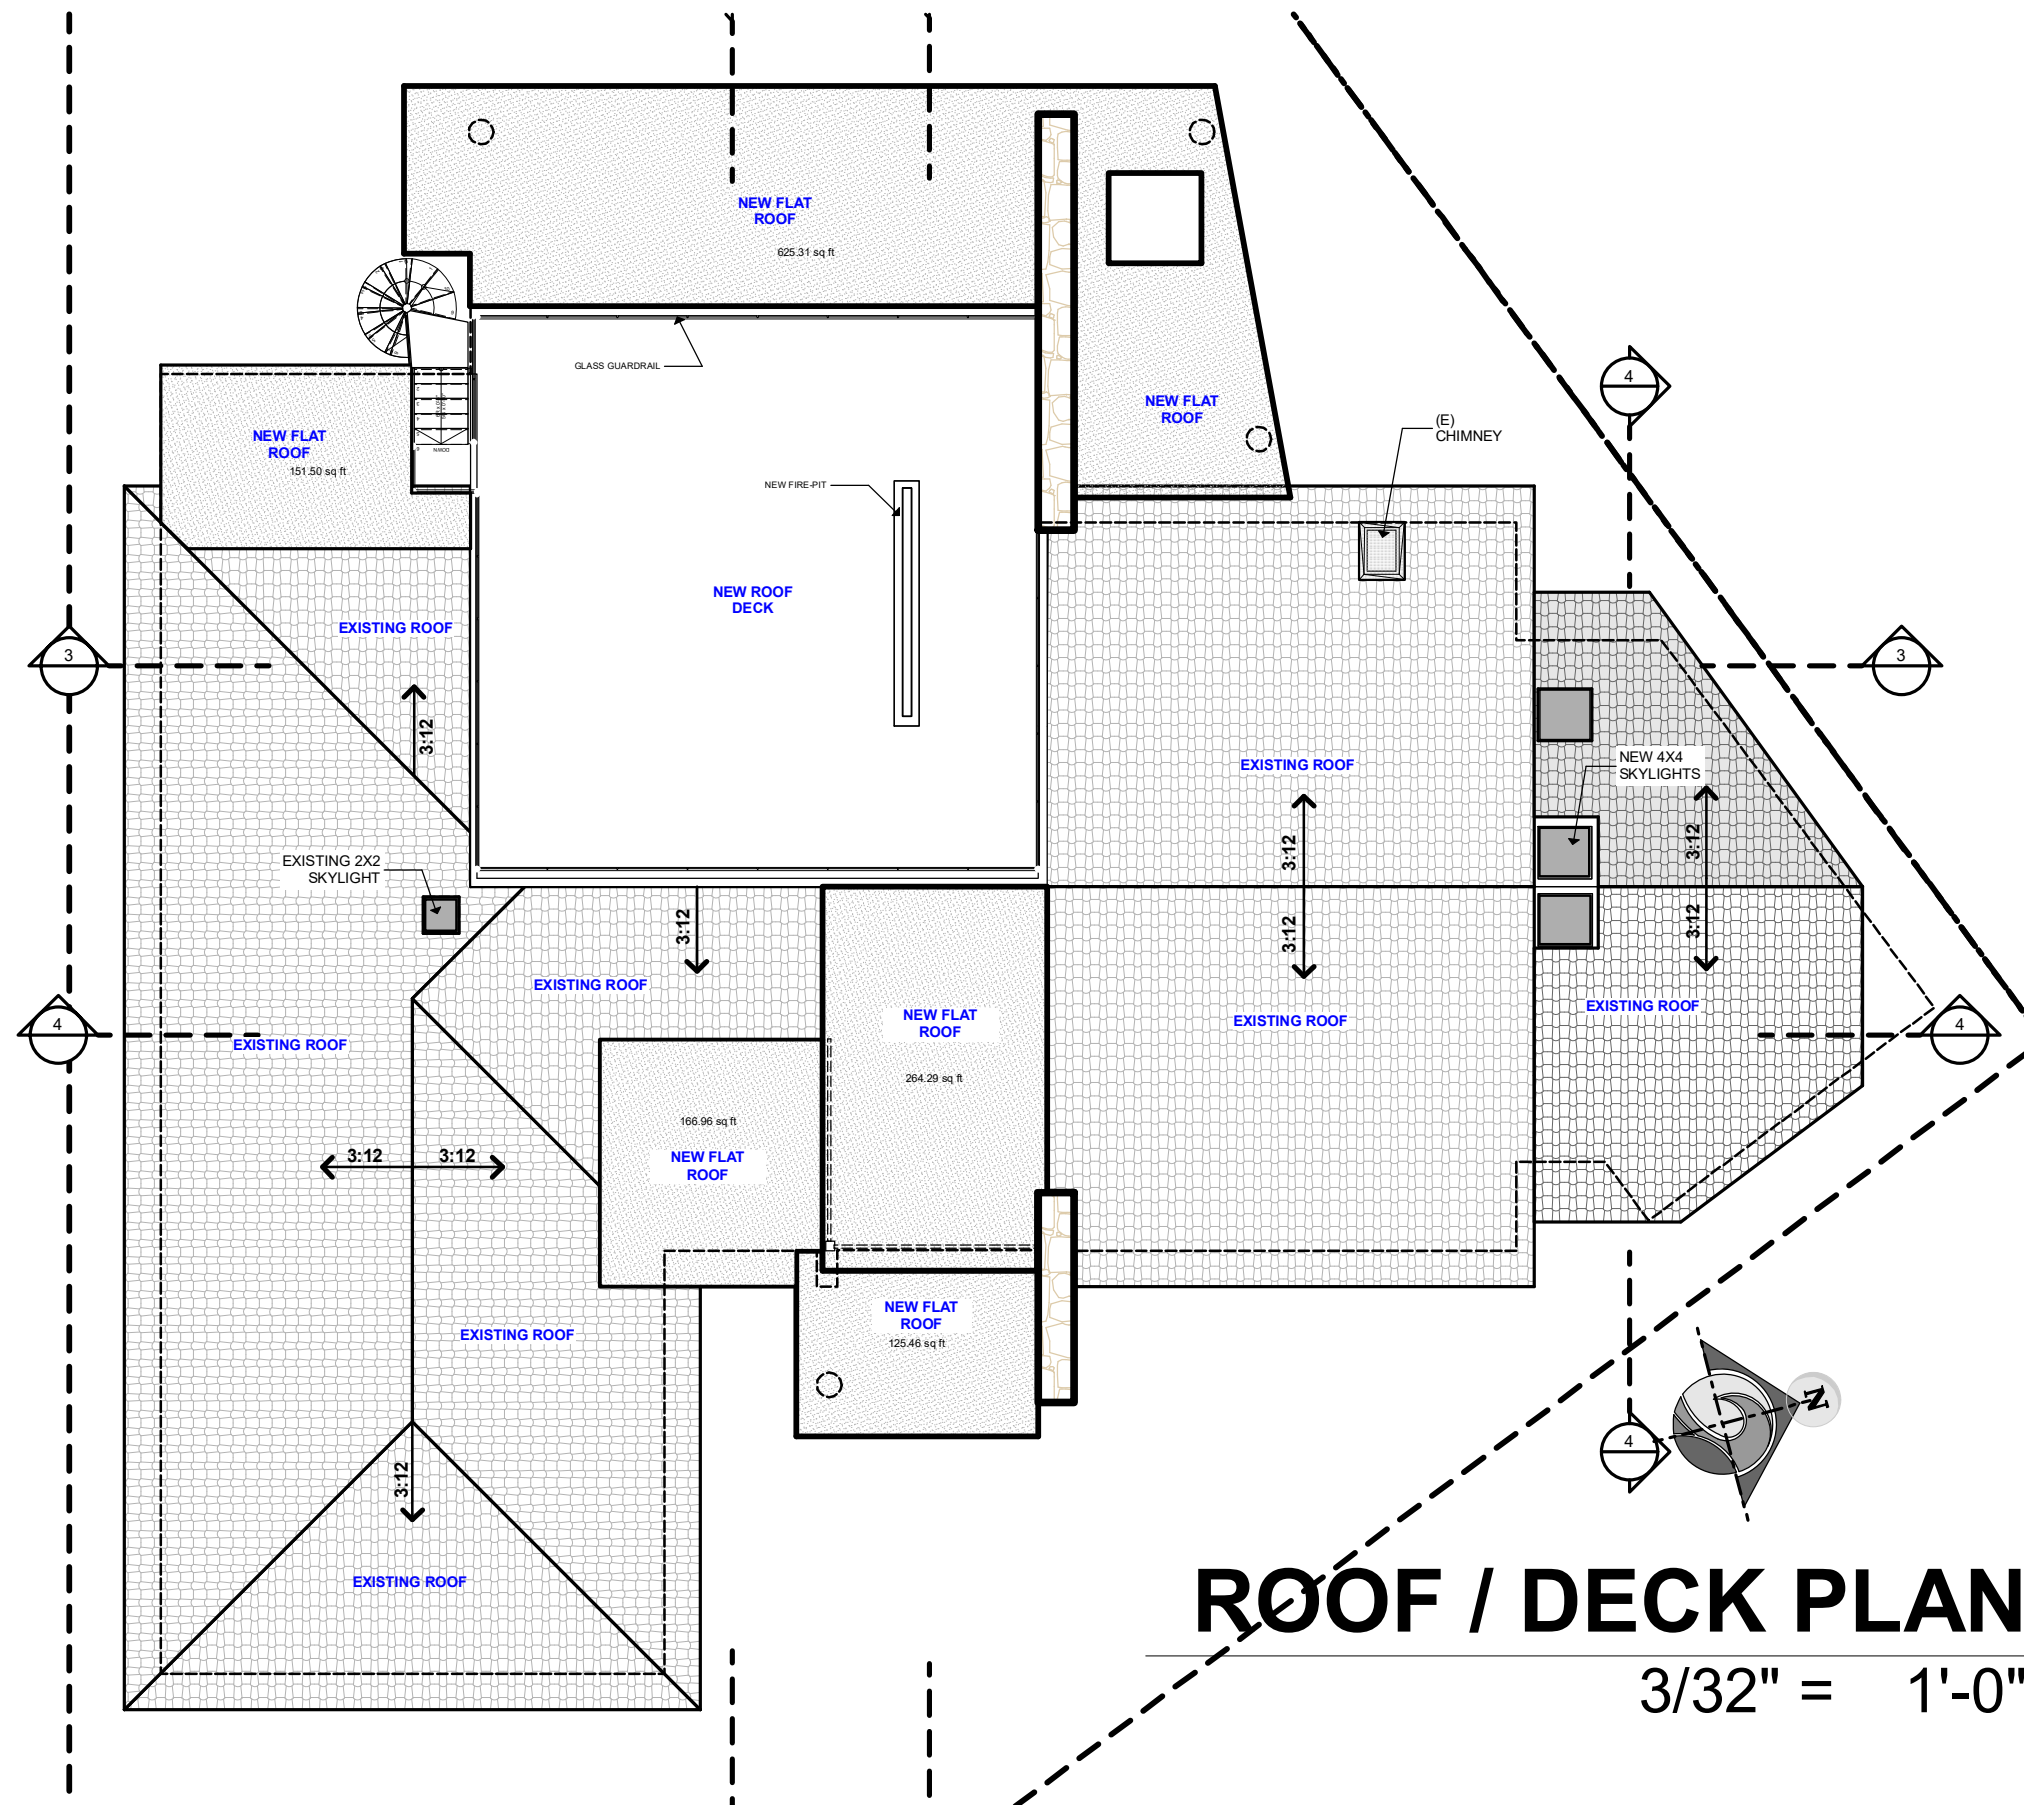 NEW FLAT
ROOF
625.31 sq ft
GLASS GUARDRAIL
NEW FLAT
ROOF
4
(E)
CHIMNEY
NEW FLAT
ROOF
151.50 sq ft
DOWN
NEW FIRE-PIT
NEW ROOF
DECK
EXISTING ROOF
3
3
3:12
EXISTING ROOF
NEW 4X4
SKYLIGHTS
3:12
3:12
EXISTING 2X2
SKYLIGHT
3:12
3:12
3:12
EXISTING ROOF
EXISTING ROOF
NEW FLAT
ROOF
EXISTING ROOF
4
EXISTING ROOF
4
264.29 sq ft
166.96 sq ft
NEW FLAT
ROOF
3:12
3:12
NEW FLAT
ROOF
125.46 sq ft
EXISTING ROOF
N
4
3:12
EXISTING ROOF
ROOF / DECK PLAN
3/32" = 1'-0"